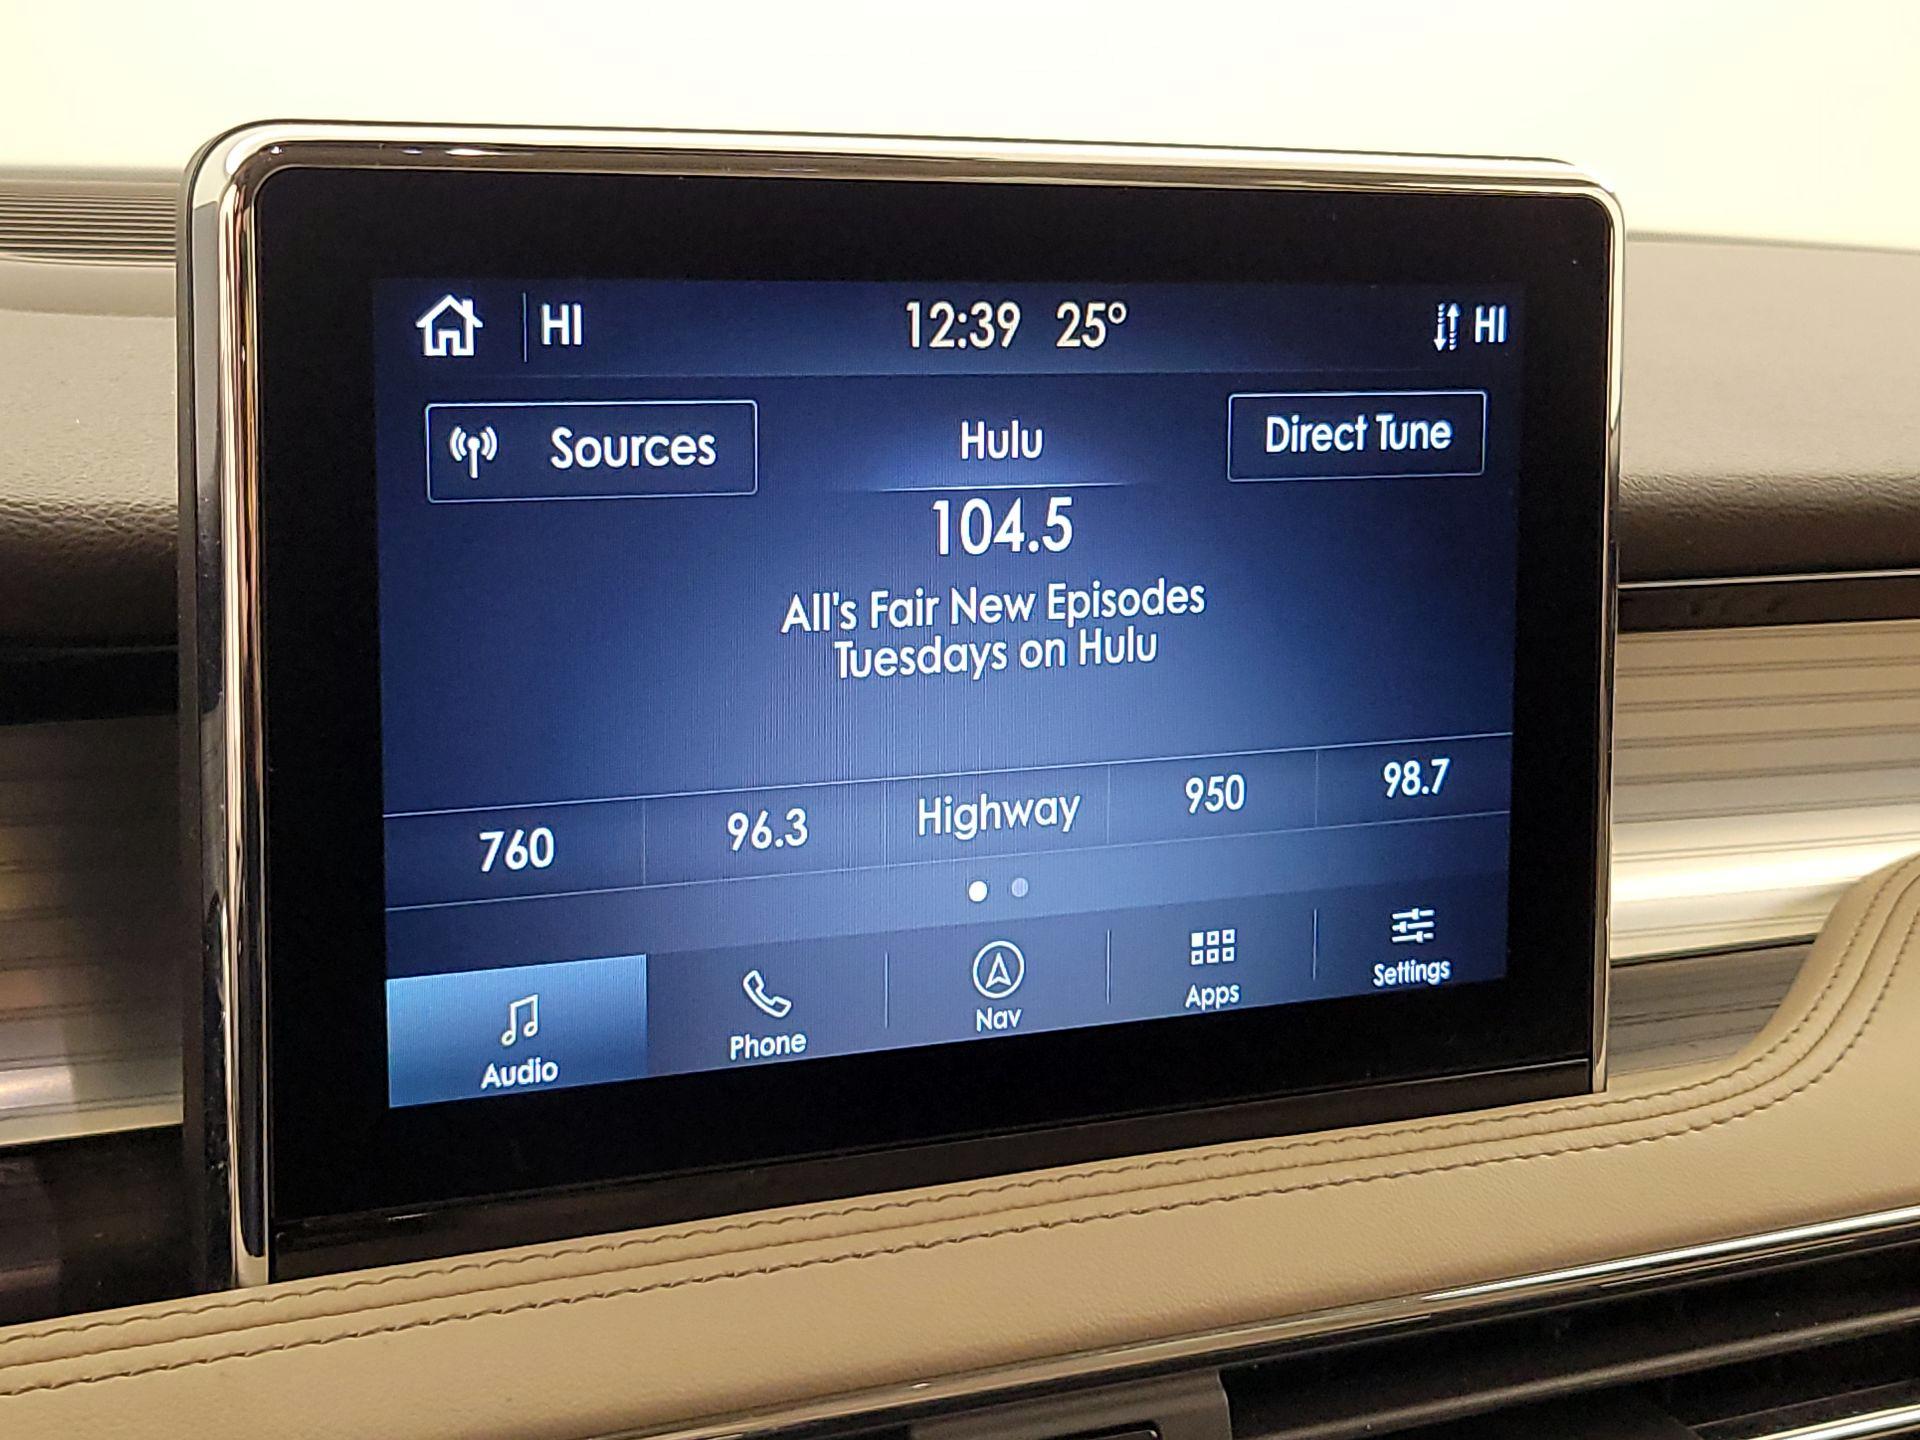 HI 12:39 25° HI
Sources Hulu Direct Tune
104.5
All's Fair New Episodes
Tuesdays on Hulu
760 96.3 Highway 950 98.7
Audio Phone Nav Apps Settings